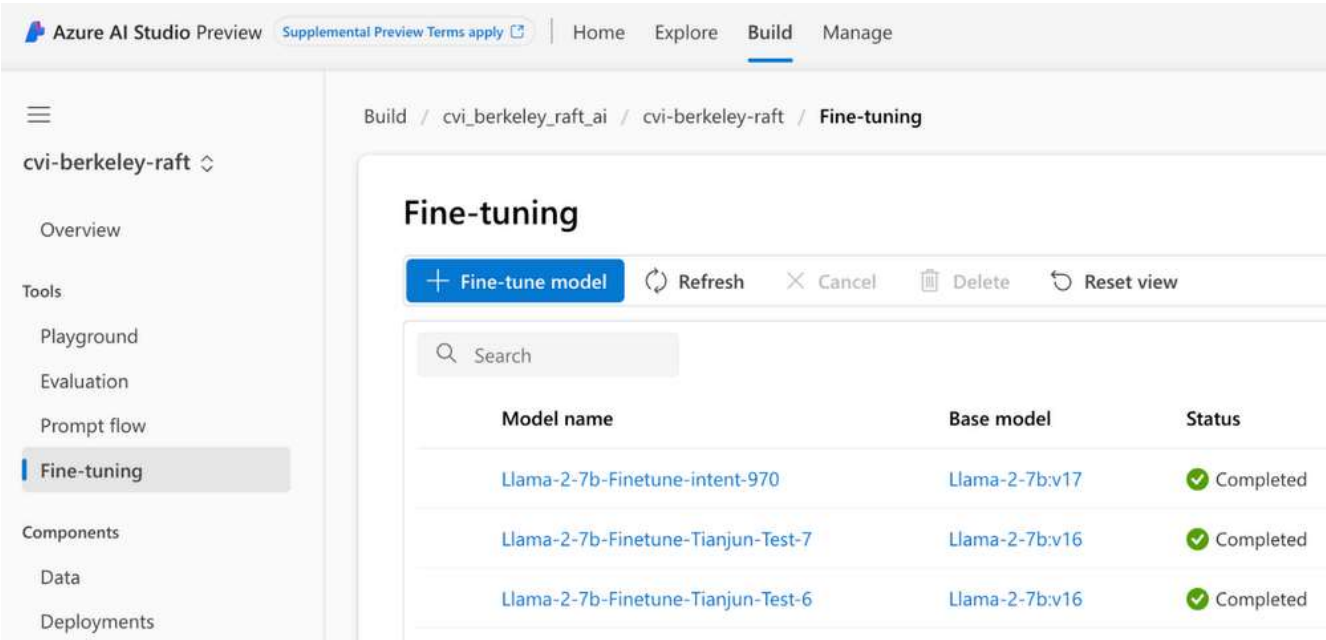 Azure AI Studio Preview Supplemental Preview Terms apply Home Explore Build Manage
cvi-berkeley-raft
Overview
Tools
Playground
Evaluation
Prompt flow
Fine-tuning
Components
Data
Deployments
Build / cvi_berkeley_raft_ai / cvi-berkeley-raft / Fine-tuning
Fine-tuning
+ Fine-tune model Refresh Cancel Delete Reset view
Search
Model name Base model Status
Llama-2-7b-Finetune-intent-970 Llama-2-7b:v17 Completed
Llama-2-7b-Finetune-Tianjun-Test-7 Llama-2-7b:v16 Completed
Llama-2-7b-Finetune-Tianjun-Test-6 Llama-2-7b:v16 Completed